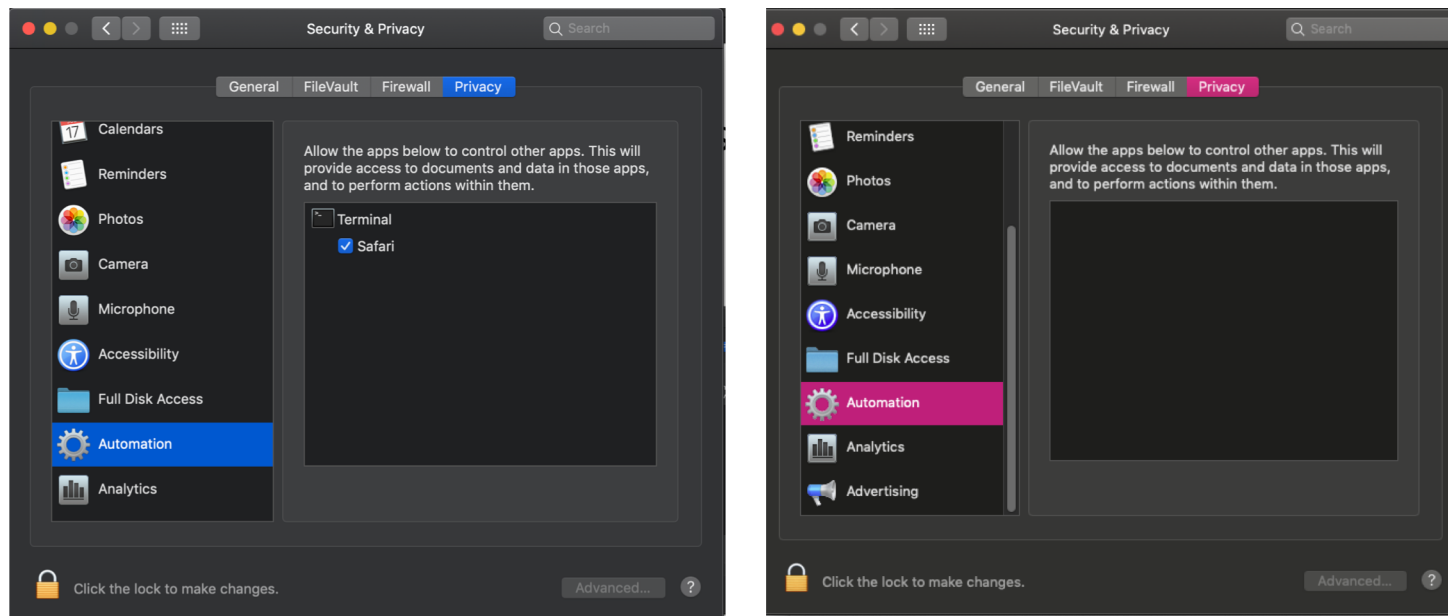 Security & Privacy
Search
General
FileVault
Firewall
Privacy
17
Calendars
Reminders
Photos
Camera
Microphone
Accessibility
Full Disk Access
Automation
Analytics
Allow the apps below to control other apps. This will
provide access to documents and data in those apps,
and to perform actions within them.
Terminal
Safari
Click the lock to make changes.
Advanced...
?
Security & Privacy
Search
General
FileVault
Firewall
Privacy
Reminders
Photos
Camera
Microphone
Accessibility
Full Disk Access
Automation
Analytics
Advertising
Allow the apps below to control other apps. This will
provide access to documents and data in those apps,
and to perform actions within them.
Click the lock to make changes.
Advanced...
?